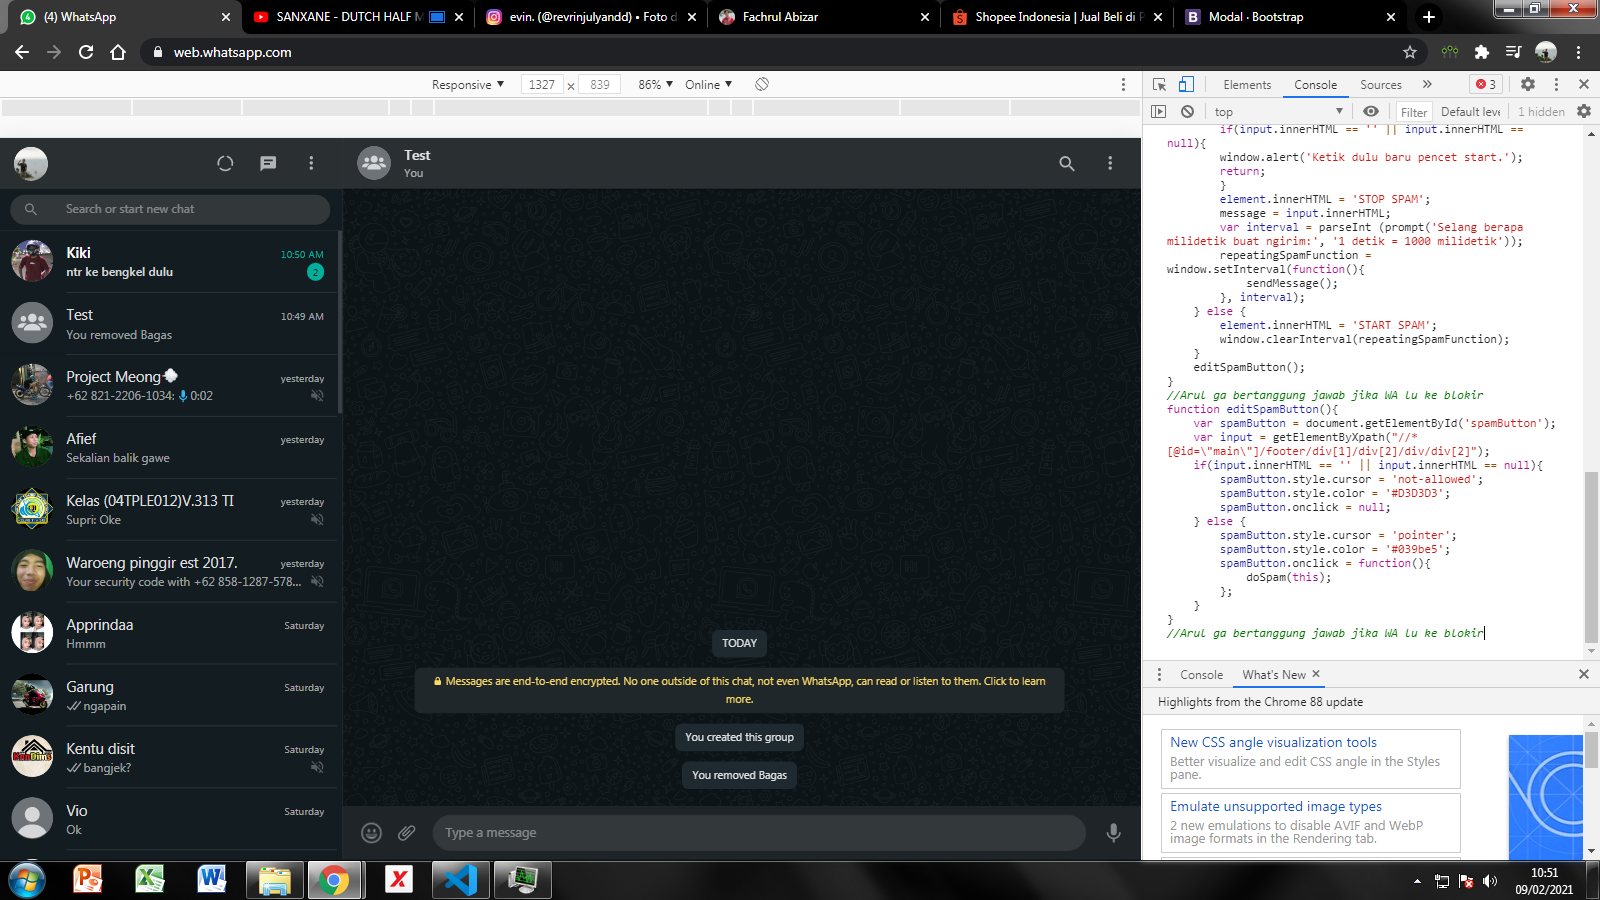 (4) WhatsApp
SANXANE - DUTCH HALF M
evin. (@revrinjulyandd) • Foto d
Fachrul Abizar
Shopee Indonesia | Jual Beli di P
Modal · Bootstrap
web.whatsapp.com
Responsive
1327 × 839
86%
Online
Elements
Console
Sources
3
top
Filter
Default leve
1 hidden
Test
You
Search or start new chat
Kiki
10:50 AM
ntr ke bengkel dulu
2
Test
10:49 AM
You removed Bagas
Project Meong
yesterday
+62 821-2206-1034: 0:02
Afief
yesterday
Sekalian balik gawe
Kelas (04TPLE012)V.313 TI
yesterday
Supri: Oke
Waroeng pinggir est 2017.
yesterday
Your security code with +62 858-1287-578...
Apprindaa
Saturday
Hmmm
Garung
Saturday
ngapain
Kentu disit
Saturday
bangjek?
Vio
Saturday
Ok
TODAY
Messages are end-to-end encrypted. No one outside of this chat, not even WhatsApp, can read or listen to them. Click to learn
more.
You created this group
You removed Bagas
Type a message
if(input.innerHTML == '' || input.innerHTML ==
null){
window.alert('Ketik dulu baru pencet start.');
return;
}
element.innerHTML = 'STOP SPAM';
message = input.innerHTML;
var interval = parseInt (prompt('Selang berapa
milidetik buat ngirim:', '1 detik = 1000 milidetik'));
repeatingSpamFunction =
window.setInterval(function(){
sendMessage();
}, interval);
} else {
element.innerHTML = 'START SPAM';
window.clearInterval(repeatingSpamFunction);
}
editSpamButton();
}
//Arul ga bertanggung jawab jika WA lu ke blokir
function editSpamButton(){
var spamButton = document.getElementById('spamButton');
var input = getElementByXpath("//*
[@id=\"main\"]/footer/div[1]/div[2]/div/div[2]");
if(input.innerHTML == '' || input.innerHTML == null){
spamButton.style.cursor = 'not-allowed';
spamButton.style.color = '#D3D3D3';
spamButton.onclick = null;
} else {
spamButton.style.cursor = 'pointer';
spamButton.style.color = '#039be5';
spamButton.onclick = function(){
doSpam(this);
};
}
}
//Arul ga bertanggung jawab jika WA lu ke blokir
Console
What's New
Highlights from the Chrome 88 update
New CSS angle visualization tools
Better visualize and edit CSS angle in the Styles
pane.
Emulate unsupported image types
2 new emulations to disable AVIF and WebP
image formats in the Rendering tab.
10:51
09/02/2021